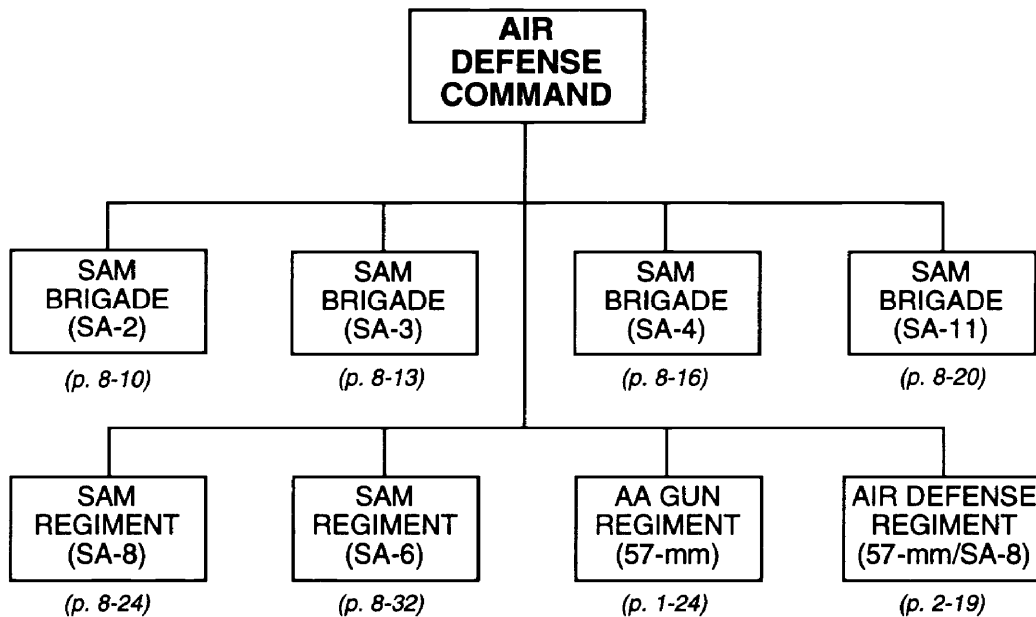 AIR
DEFENSE
COMMAND
SAM
BRIGADE
(SA-2)
(p. 8-10)
SAM
BRIGADE
(SA-3)
(p. 8-13)
SAM
BRIGADE
(SA-4)
(p. 8-16)
SAM
BRIGADE
(SA-11)
(p. 8-20)
SAM
REGIMENT
(SA-8)
(p. 8-24)
SAM
REGIMENT
(SA-6)
(p. 8-32)
AA GUN
REGIMENT
(57-mm)
(p. 1-24)
AIR DEFENSE
REGIMENT
(57-mm/SA-8)
(p. 2-19)